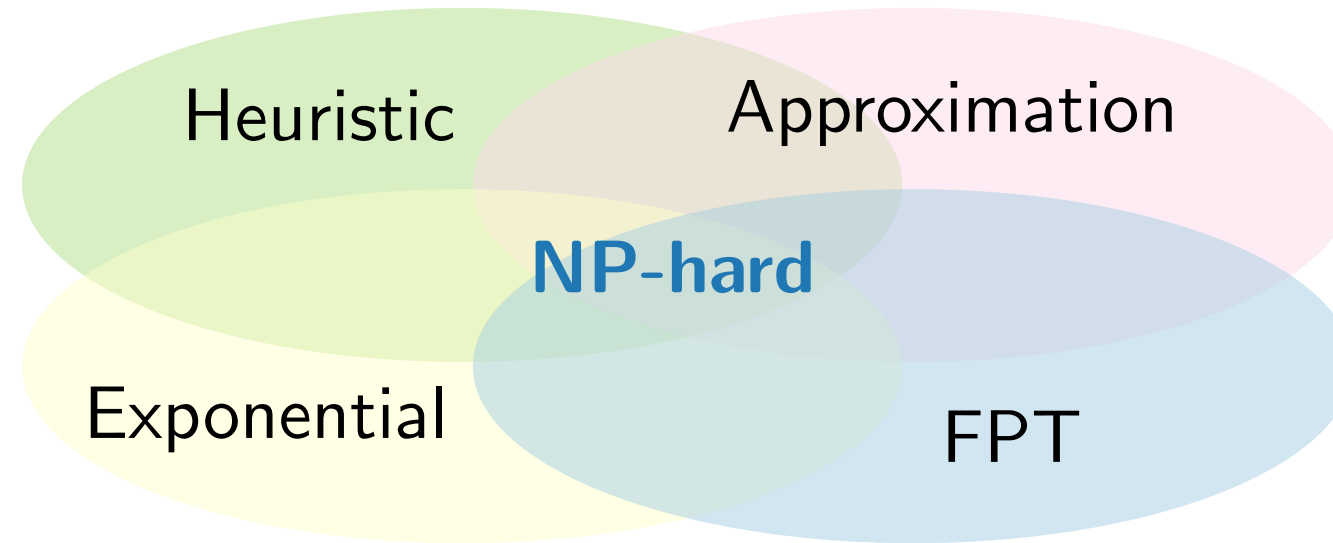 Heuristic
Approximation
NP-hard
Exponential
FPT